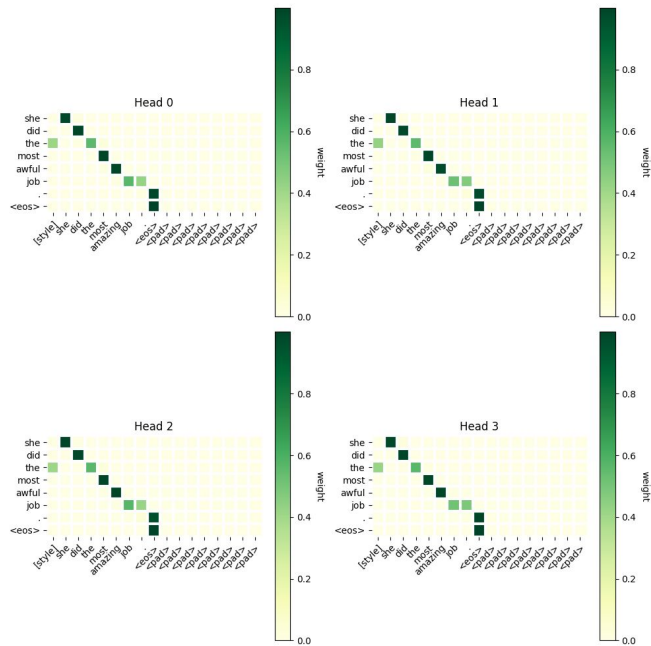 Head 0
she
did
the
most
awful
job
.
<eos>
[style] she did the most amazing job . <eos> <pad> <pad> <pad> <pad> <pad> <pad> <pad> <pad>
0.8
0.6
0.4
0.2
0.0
weight
Head 1
she
did
the
most
awful
job
.
<eos>
[style] she did the most amazing job . <eos> <pad> <pad> <pad> <pad> <pad> <pad> <pad> <pad>
0.8
0.6
0.4
0.2
0.0
weight
Head 2
she
did
the
most
awful
job
.
<eos>
[style] she did the most amazing job . <eos> <pad> <pad> <pad> <pad> <pad> <pad> <pad> <pad>
0.8
0.6
0.4
0.2
0.0
weight
Head 3
she
did
the
most
awful
job
.
<eos>
[style] she did the most amazing job . <eos> <pad> <pad> <pad> <pad> <pad> <pad> <pad> <pad>
0.8
0.6
0.4
0.2
0.0
weight